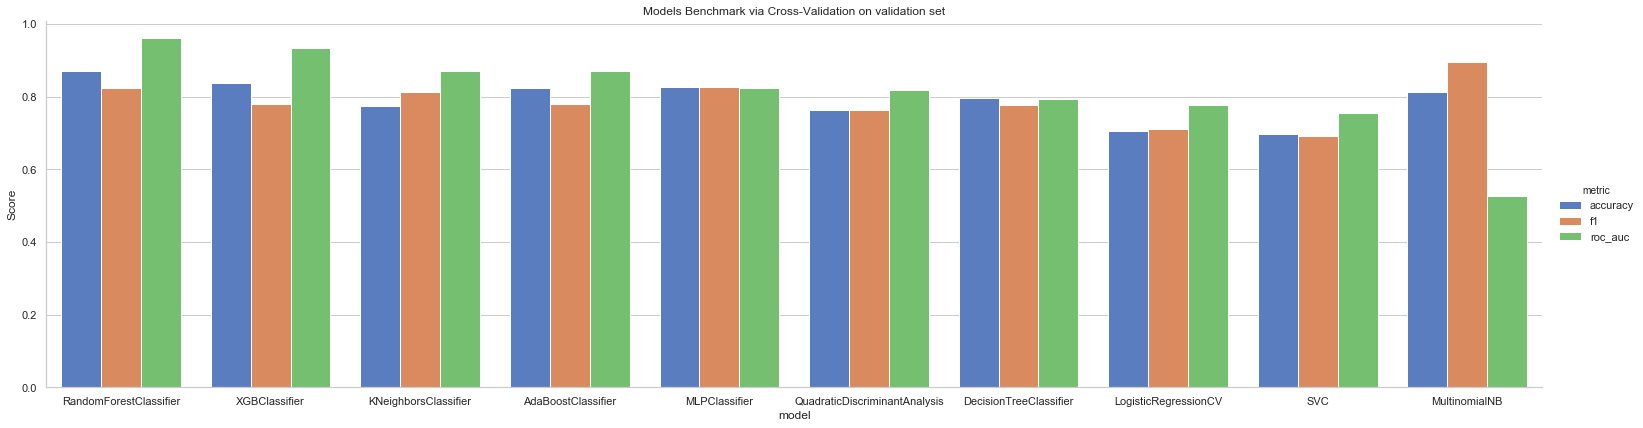 Models Benchmark via Cross-Validation on validation set
1.0
0.8
0.6
0.4
0.2
0.0
Score
RandomForestClassifier
XGBClassifier
KNeighborsClassifier
AdaBoostClassifier
MLPClassifier
QuadraticDiscriminantAnalysis
DecisionTreeClassifier
LogisticRegressionCV
SVC
MultinomialNB
model
metric
accuracy
f1
roc_auc